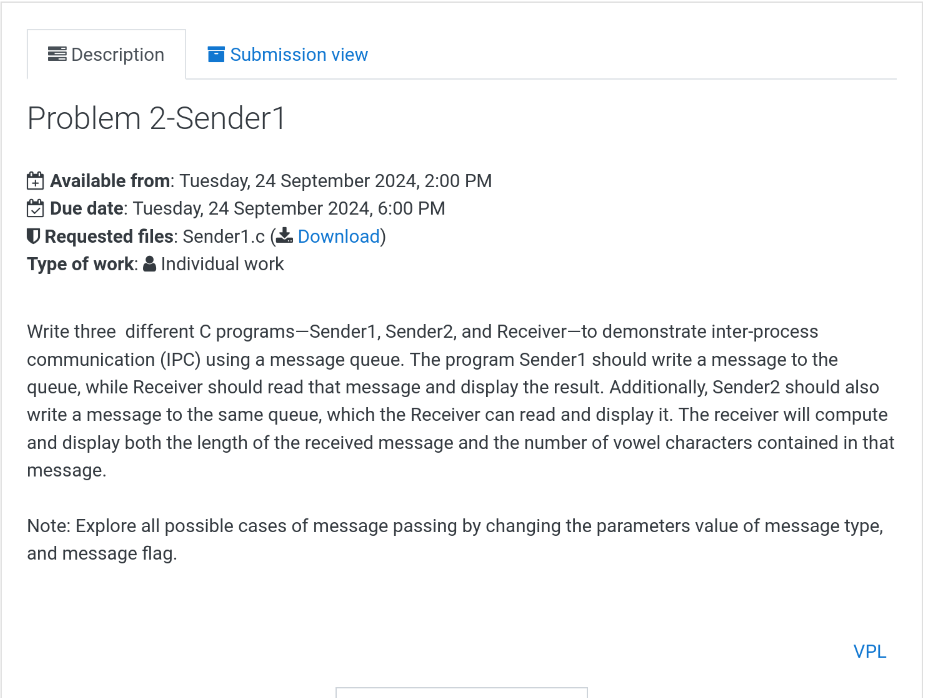 Description
Submission view
Problem 2-Sender1
Available from: Tuesday, 24 September 2024, 2:00 PM
Due date: Tuesday, 24 September 2024, 6:00 PM
Requested files: Sender1.c (Download)
Type of work: Individual work
Write three  different C programs—Sender1, Sender2, and Receiver—to demonstrate inter-process
communication (IPC) using a message queue. The program Sender1 should write a message to the
queue, while Receiver should read that message and display the result. Additionally, Sender2 should also
write a message to the same queue, which the Receiver can read and display it. The receiver will compute
and display both the length of the received message and the number of vowel characters contained in that
message.
Note: Explore all possible cases of message passing by changing the parameters value of message type,
and message flag.
VPL